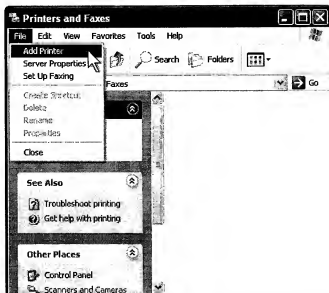 Printers and Faxes
File Edit View Favorites Tools Help
Add Printer
Server Properties
Set Up Faxing
Create Shortcut
Delete
Rename
Properties
Close
Search Folders
Faxes Go
See Also
Troubleshoot printing
Get help with printing
Other Places
Control Panel
Scanners and Cameras